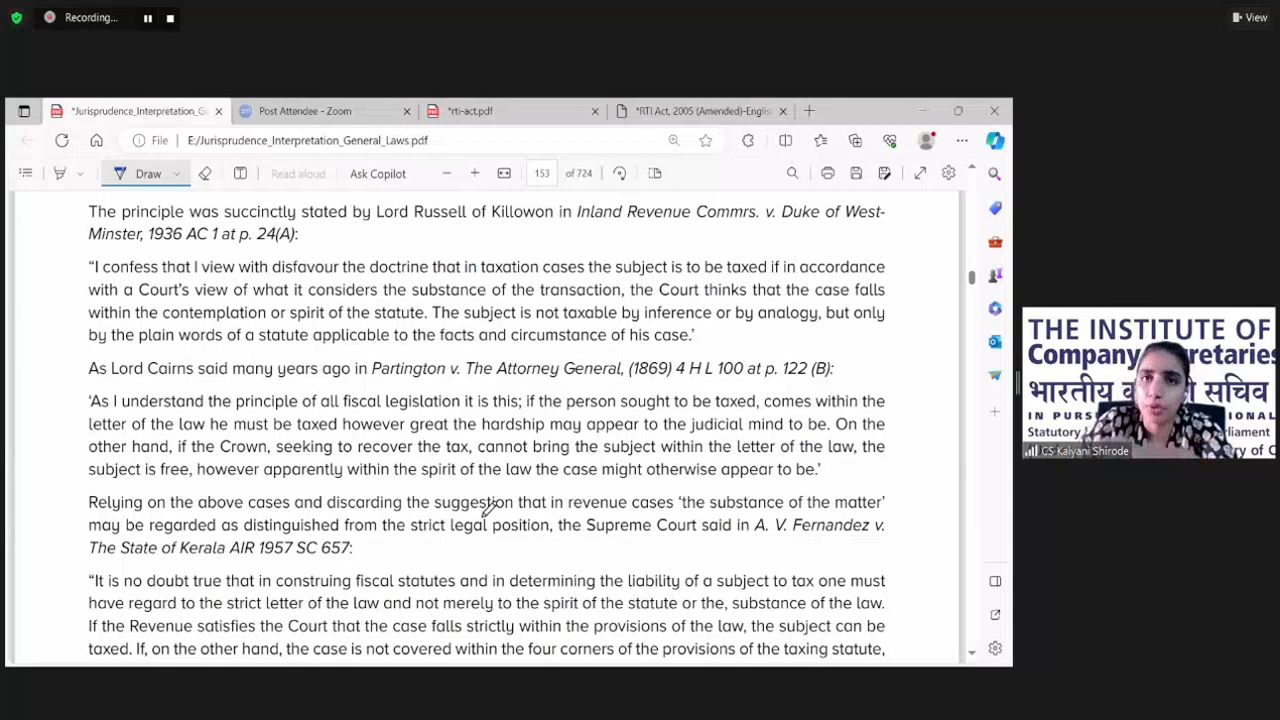 Recording...
View
*Jurisprudence_Interpretation_Ge
Post Attendee - Zoom
*rti-act.pdf
*RTI Act, 2005 (Amended)-Englis
File
E:/Jurisprudence_Interpretation_General_Laws.pdf
Draw
Read aloud
Ask Copilot
153
of 724
The principle was succinctly stated by Lord Russell of Killowon in Inland Revenue Commrs. v. Duke of West-
Minster, 1936 AC 1 at p. 24(A):
“I confess that I view with disfavour the doctrine that in taxation cases the subject is to be taxed if in accordance
with a Court’s view of what it considers the substance of the transaction, the Court thinks that the case falls
within the contemplation or spirit of the statute. The subject is not taxable by inference or by analogy, but only
by the plain words of a statute applicable to the facts and circumstance of his case.’
As Lord Cairns said many years ago in Partington v. The Attorney General, (1869) 4 H L 100 at p. 122 (B):
‘As I understand the principle of all fiscal legislation it is this; if the person sought to be taxed, comes within the
letter of the law he must be taxed however great the hardship may appear to the judicial mind to be. On the
other hand, if the Crown, seeking to recover the tax, cannot bring the subject within the letter of the law, the
subject is free, however apparently within the spirit of the law the case might otherwise appear to be.’
Relying on the above cases and discarding the suggestion that in revenue cases ‘the substance of the matter’
may be regarded as distinguished from the strict legal position, the Supreme Court said in A. V. Fernandez v.
The State of Kerala AIR 1957 SC 657:
“It is no doubt true that in construing fiscal statutes and in determining the liability of a subject to tax one must
have regard to the strict letter of the law and not merely to the spirit of the statute or the, substance of the law.
If the Revenue satisfies the Court that the case falls strictly within the provisions of the law, the subject can be
taxed. If, on the other hand, the case is not covered within the four corners of the provisions of the taxing statute,
THE INSTITUTE OF
Company Secretaries
भारतीय सचिव
IN PURS IONAL
Statutory rliament
CS Kalyani Shirode